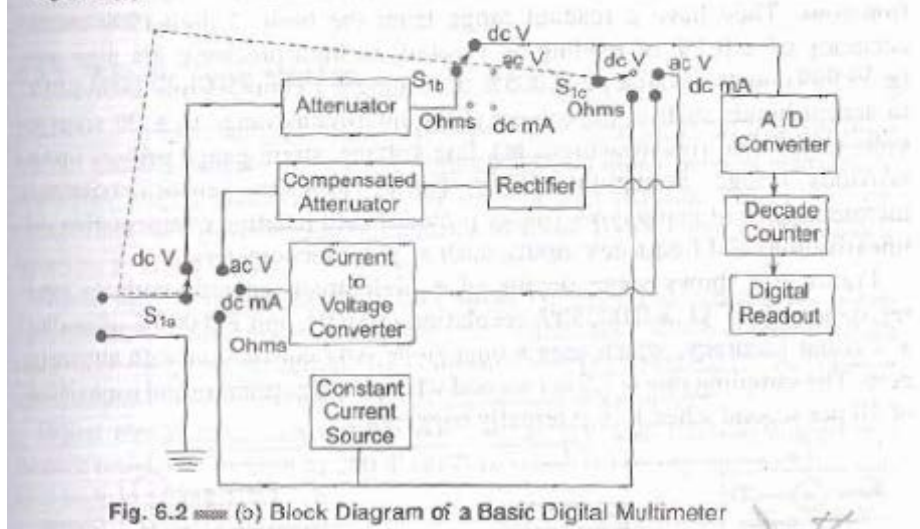 dc V
ac V
dc V
ac V
S1b
S1c
Attenuator
Ohms
dc mA
Ohms
dc mA
A/D
Converter
Compensated
Attenuator
Rectifier
Decade
Counter
dc V
ac V
Current
to
Voltage
Converter
dc mA
Digital
Readout
S1a
Ohms
Constant
Current
Source
Fig. 6.2 (b) Block Diagram of a Basic Digital Multimeter